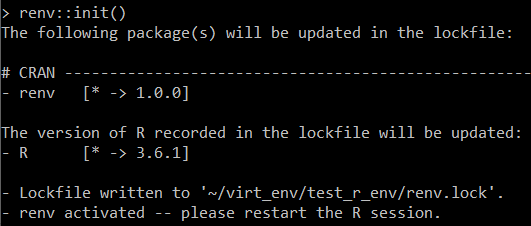 > renv::init()
The following package(s) will be updated in the lockfile:
# CRAN -----------------------------------------------
- renv   [* -> 1.0.0]
The version of R recorded in the lockfile will be updated:
- R      [* -> 3.6.1]
- Lockfile written to '~/virt_env/test_r_env/renv.lock'.
- renv activated -- please restart the R session.